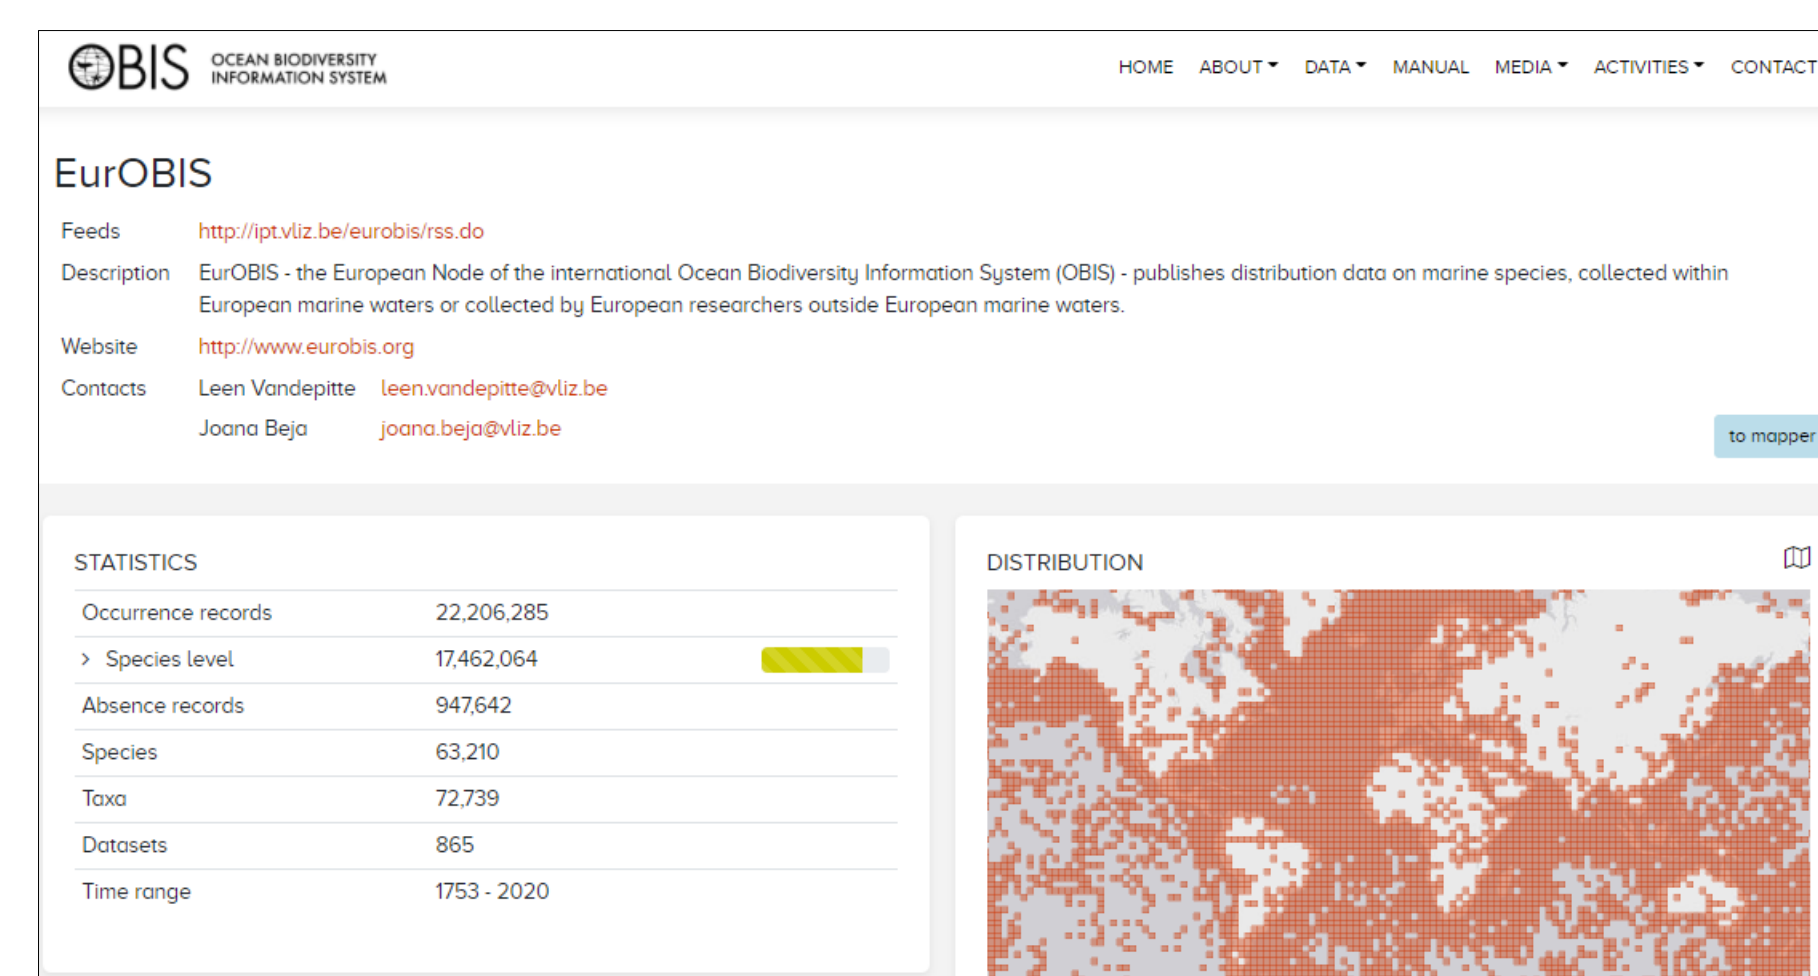 OBIS OCEAN BIODIVERSITY
INFORMATION SYSTEM
HOME ABOUT DATA MANUAL MEDIA ACTIVITIES CONTACT
EurOBIS
Feeds http://ipt.vliz.be/eurobis/rss.do
Description EurOBIS - the European Node of the international Ocean Biodiversity Information System (OBIS) - publishes distribution data on marine species, collected within
European marine waters or collected by European researchers outside European marine waters.
Website http://www.eurobis.org
Contacts Leen Vandepitte leen.vandepitte@vliz.be
Joana Beja joana.beja@vliz.be
to mapper
STATISTICS
Occurrence records 22,206,285
> Species level 17,462,064
Absence records 947,642
Species 63,210
Taxa 72,739
Datasets 865
Time range 1753 - 2020
DISTRIBUTION